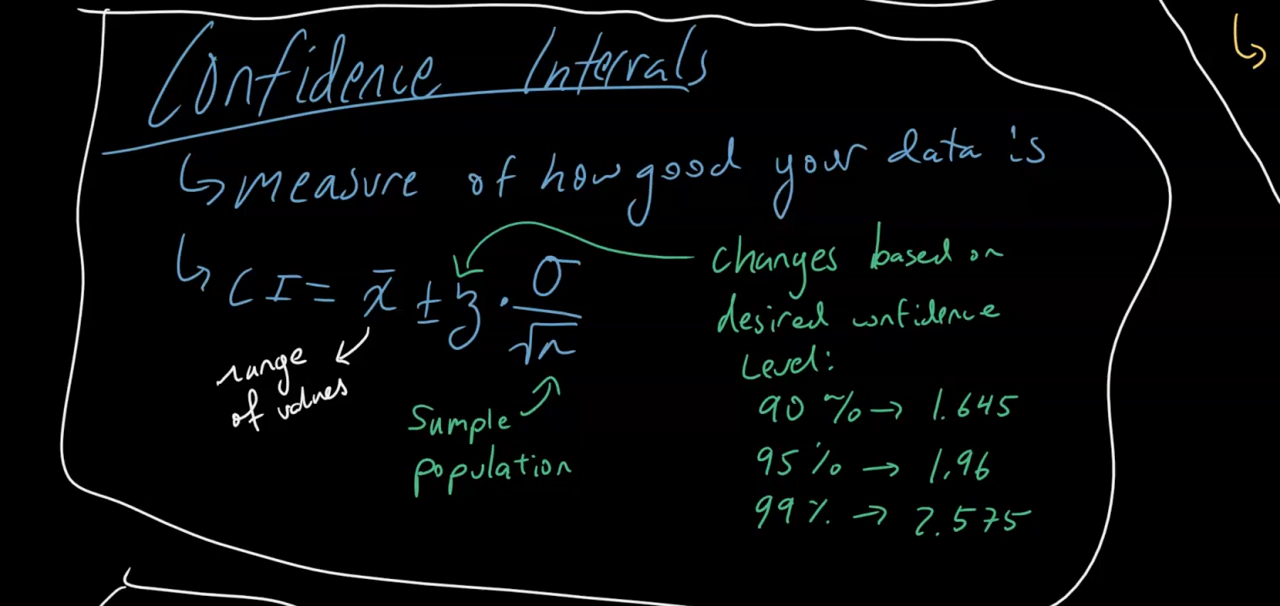 Confidence Intervals
↳ measure of how good your data is
↳ CI = x̄ ± z · σ/√n
range
of values
Sample
population
changes based on
desired confidence
Level:
90% → 1.645
95% → 1.96
99% → 2.575